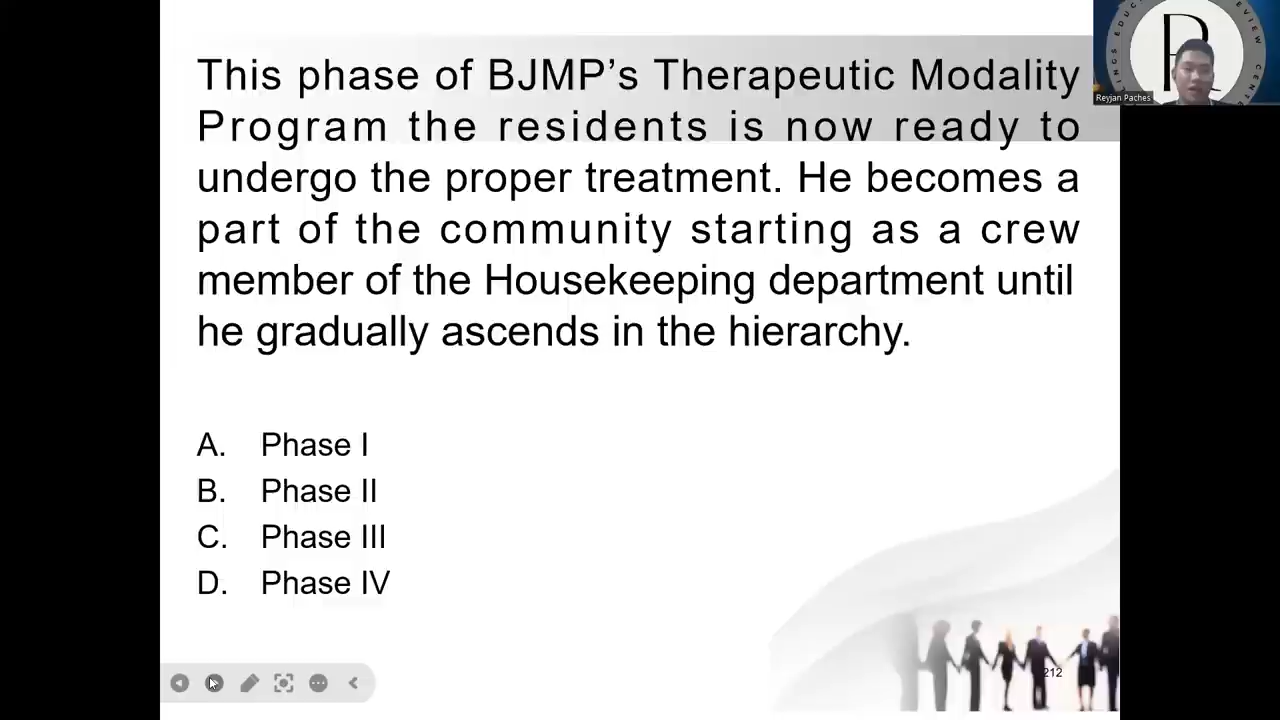 This phase of BJMP’s Therapeutic Modality
Program the residents is now ready to
undergo the proper treatment. He becomes a
part of the community starting as a crew
member of the Housekeeping department until
he gradually ascends in the hierarchy.
A. Phase I
B. Phase II
C. Phase III
D. Phase IV
212
R
Reyjan Paches